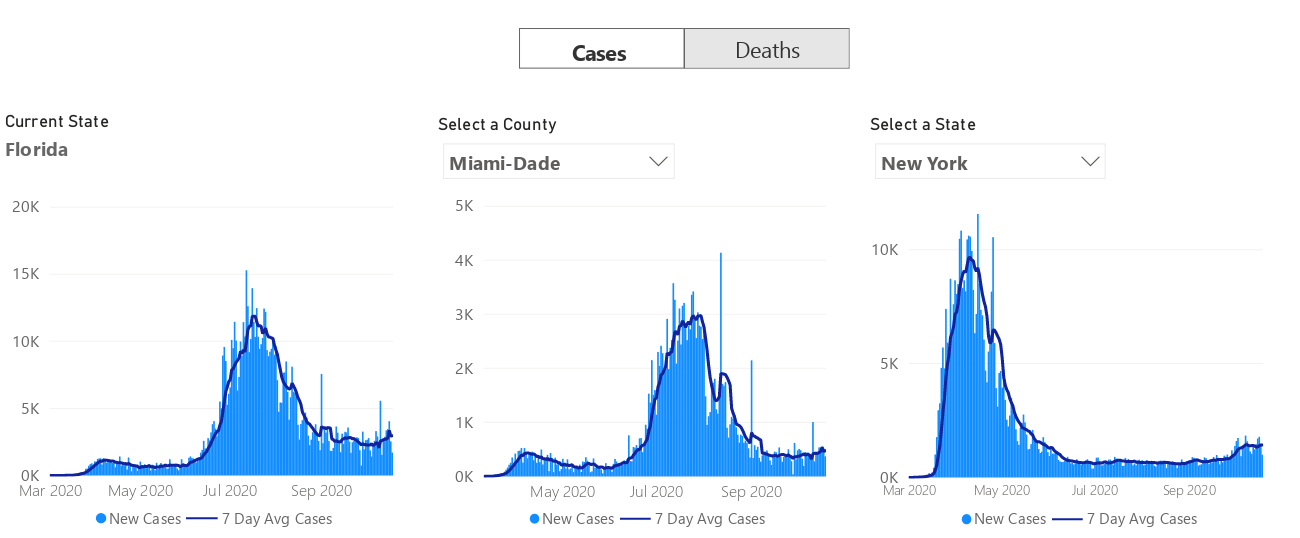 Cases
Deaths
Current State
Florida
20K
15K
10K
5K
0K
Mar 2020
May 2020
Jul 2020
Sep 2020
New Cases
7 Day Avg Cases
Select a County
Miami-Dade
5K
4K
3K
2K
1K
0K
May 2020
Jul 2020
Sep 2020
New Cases
7 Day Avg Cases
Select a State
New York
10K
5K
0K
Mar 2020
May 2020
Jul 2020
Sep 2020
New Cases
7 Day Avg Cases